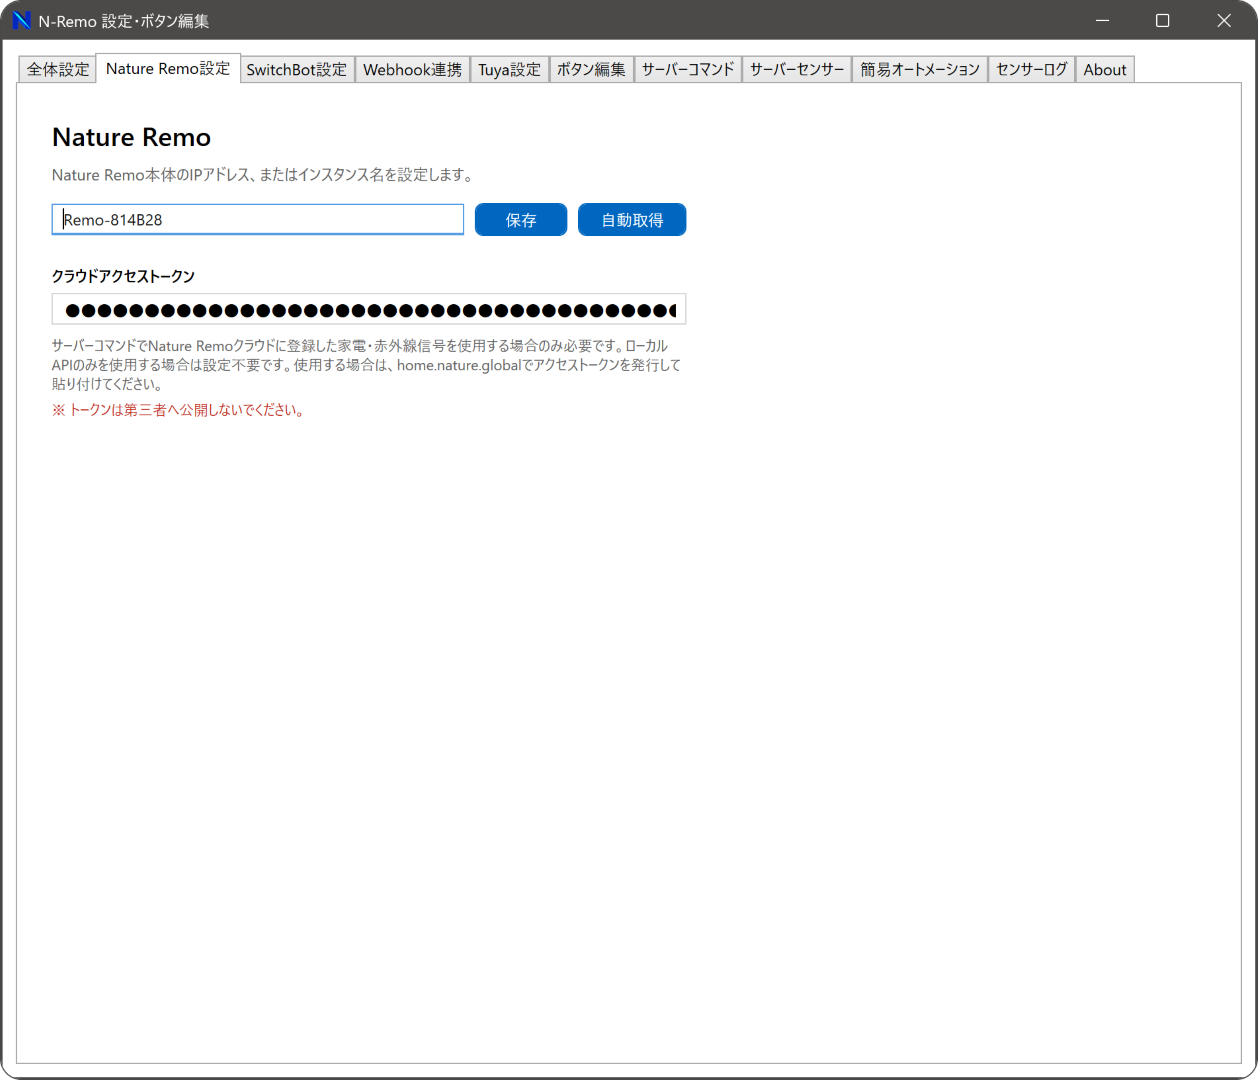 N-Remo 設定・ボタン編集
全体設定 Nature Remo設定 SwitchBot設定 Webhook連携 Tuya設定 ボタン編集 サーバーコマンド サーバーセンサー 簡易オートメーション センサーログ About
Nature Remo
Nature Remo本体のIPアドレス、またはインスタンス名を設定します。
Remo-814B28 保存 自動取得
クラウドアクセストークン
●●●●●●●●●●●●●●●●●●●●●●●●●●●●●●●●●●●●●●●
サーバーコマンドでNature Remoクラウドに登録した家電・赤外線信号を使用する場合のみ必要です。ローカル
APIのみを使用する場合は設定不要です。使用する場合は、home.nature.globalでアクセストークンを発行して
貼り付けてください。
※ トークンは第三者へ公開しないでください。